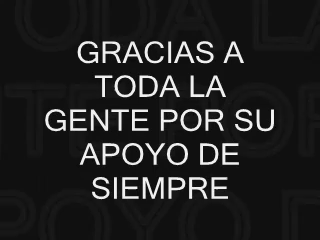 GRACIAS A
TODA LA
GENTE POR SU
APOYO DE
SIEMPRE